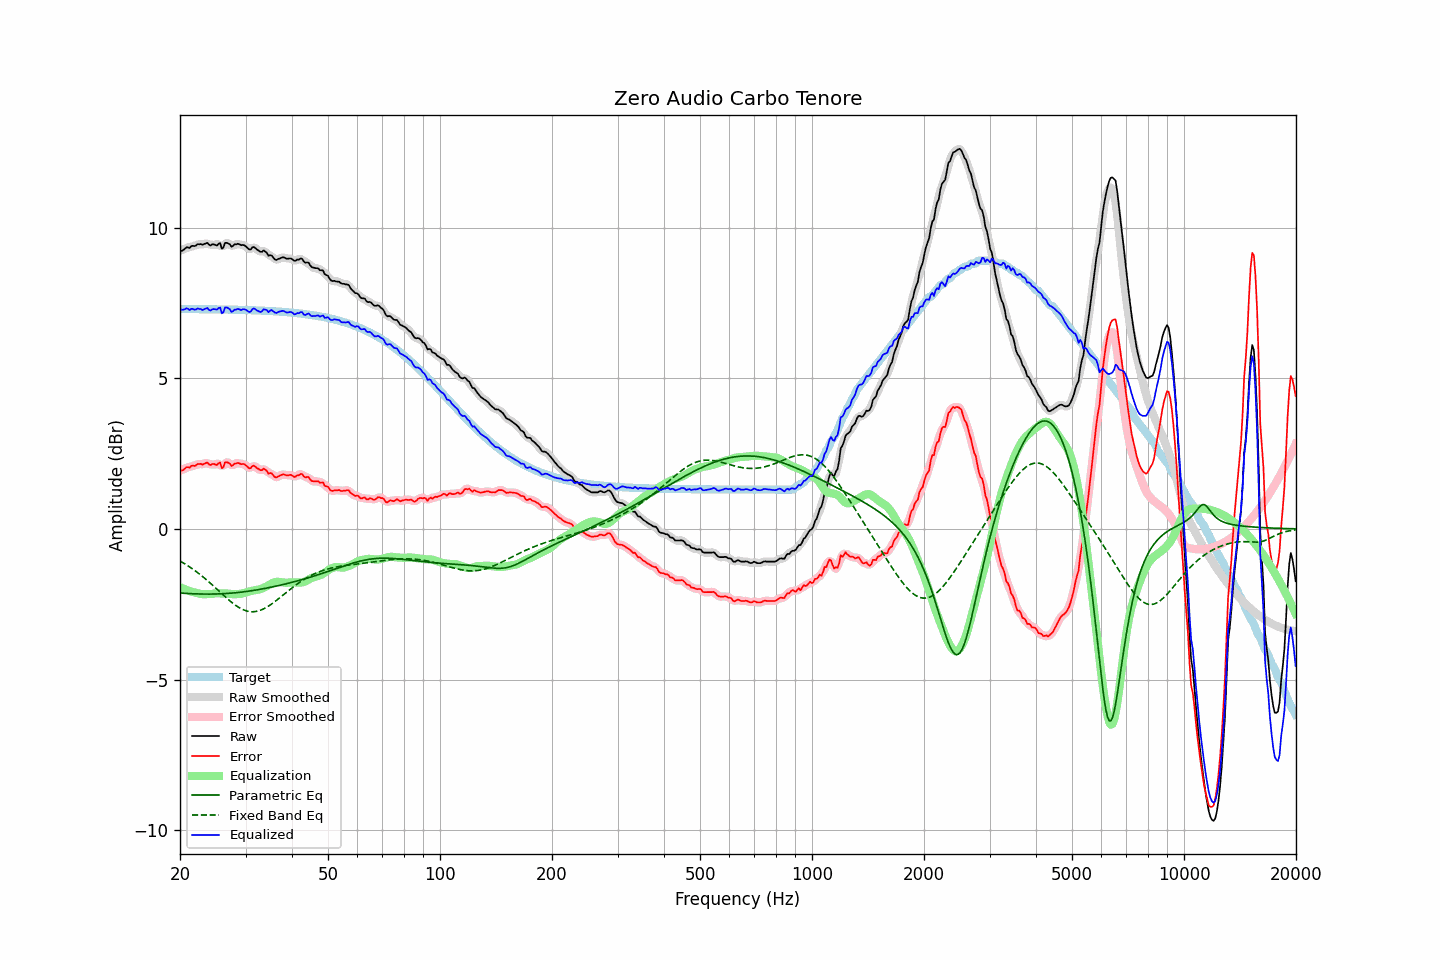 Zero Audio Carbo Tenore
Amplitude (dBr)
10
5
0
−5
−10
Target
Raw Smoothed
Error Smoothed
Raw
Error
Equalization
Parametric Eq
Fixed Band Eq
Equalized
20 50 100 200 500 1000 2000 5000 10000 20000
Frequency (Hz)